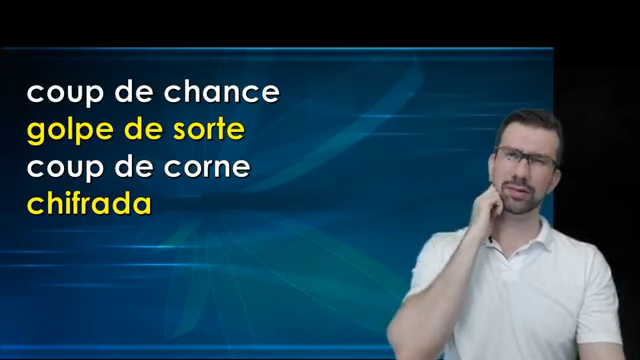 coup de chance
golpe de sorte
coup de corne
chifrada